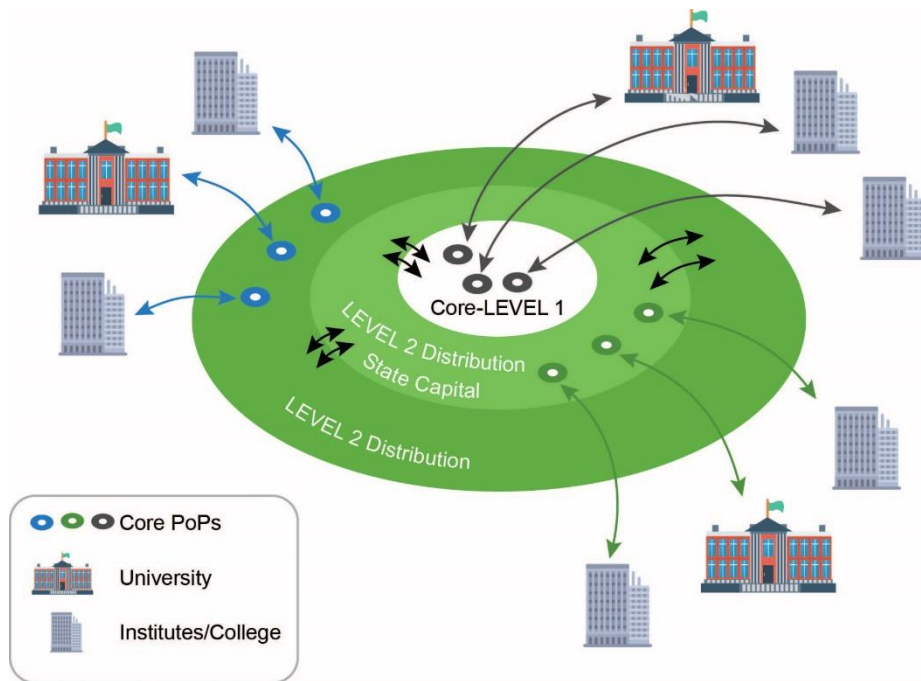 Core-LEVEL 1
LEVEL 2 Distribution
State Capital
LEVEL 2 Distribution
Core PoPs
University
Institutes/College